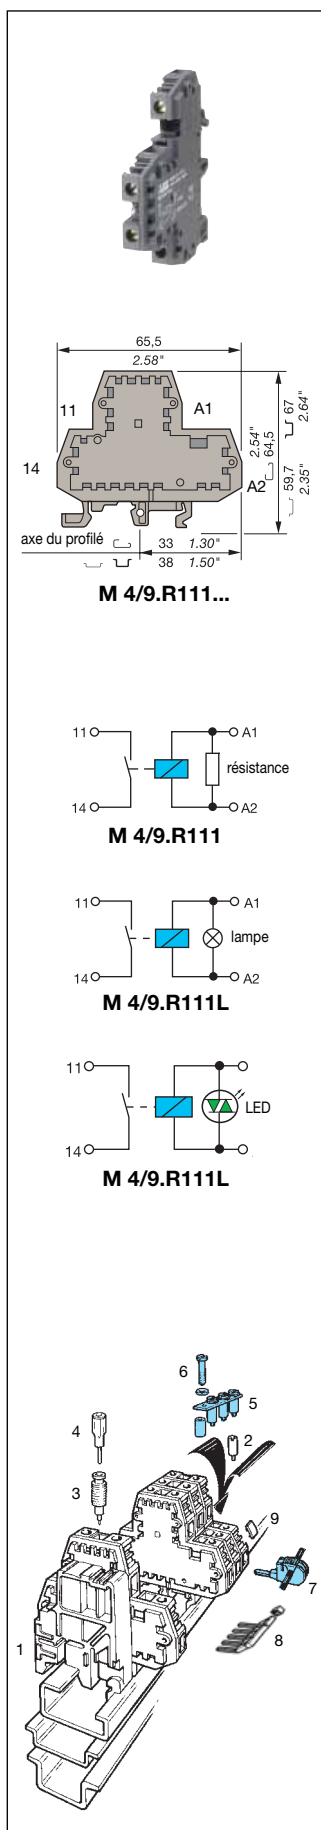 65,5
2.58"
11
A1
14
A2
2.54"
64,5
67
2.64"
59,7
2.35"
axe du profilé
33 1.30"
38 1.50"
M 4/9.R111...
11
A1
résistance
14
A2
M 4/9.R111
11
A1
lampe
14
A2
M 4/9.R111L
11
LED
14
M 4/9.R111L
6
5
4
2
3
9
7
1
8